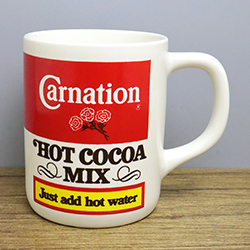 Carnation
HOT COCOA
MIX
Just add hot water